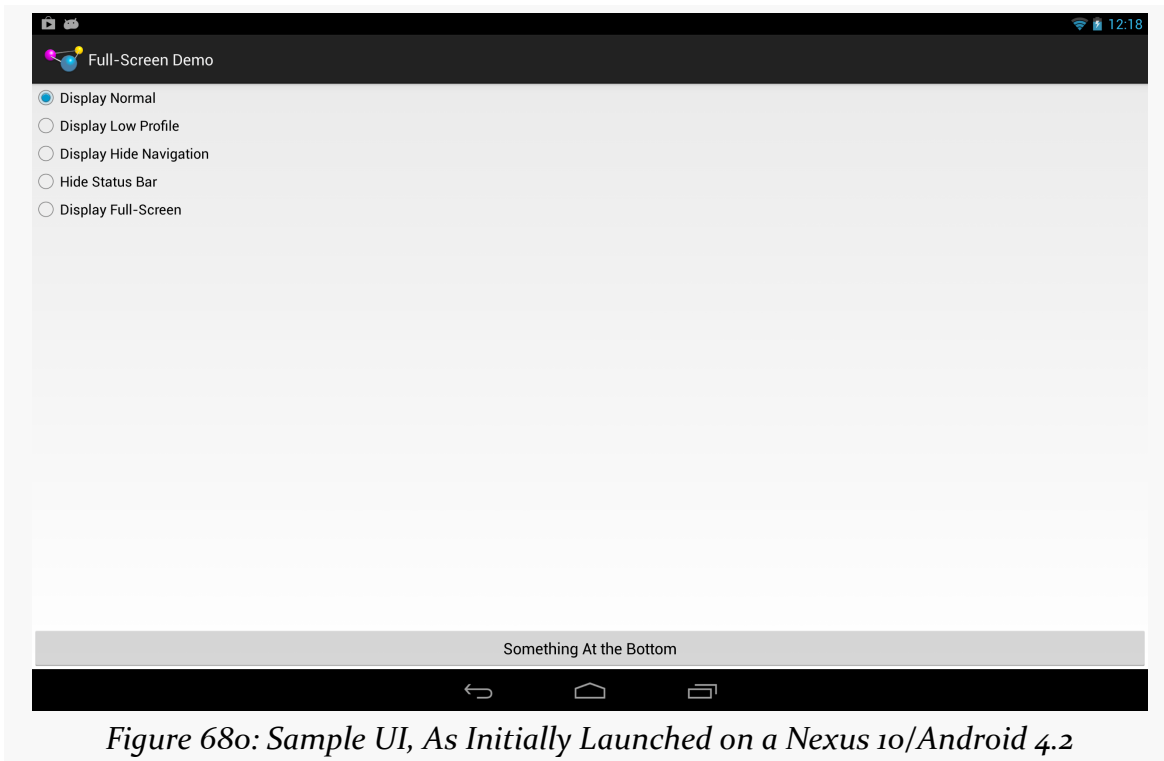 12:18
Full-Screen Demo
Display Normal
Display Low Profile
Display Hide Navigation
Hide Status Bar
Display Full-Screen
Something At the Bottom
Figure 680: Sample UI, As Initially Launched on a Nexus 10/Android 4.2